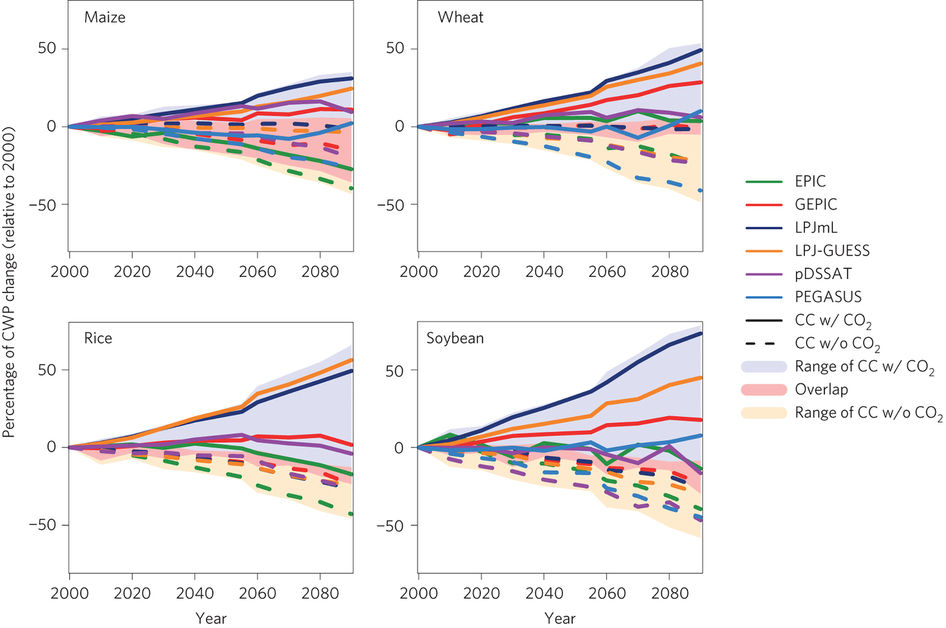 Percentage of CWP change (relative to 2000)
Maize
50
0
−50
2000 2020 2040 2060 2080
Wheat
50
0
−50
2000 2020 2040 2060 2080
Rice
50
0
−50
2000 2020 2040 2060 2080
Year
Soybean
50
0
−50
2000 2020 2040 2060 2080
Year
EPIC
GEPIC
LPJmL
LPJ-GUESS
pDSSAT
PEGASUS
CC w/ CO₂
CC w/o CO₂
Range of CC w/ CO₂
Overlap
Range of CC w/o CO₂